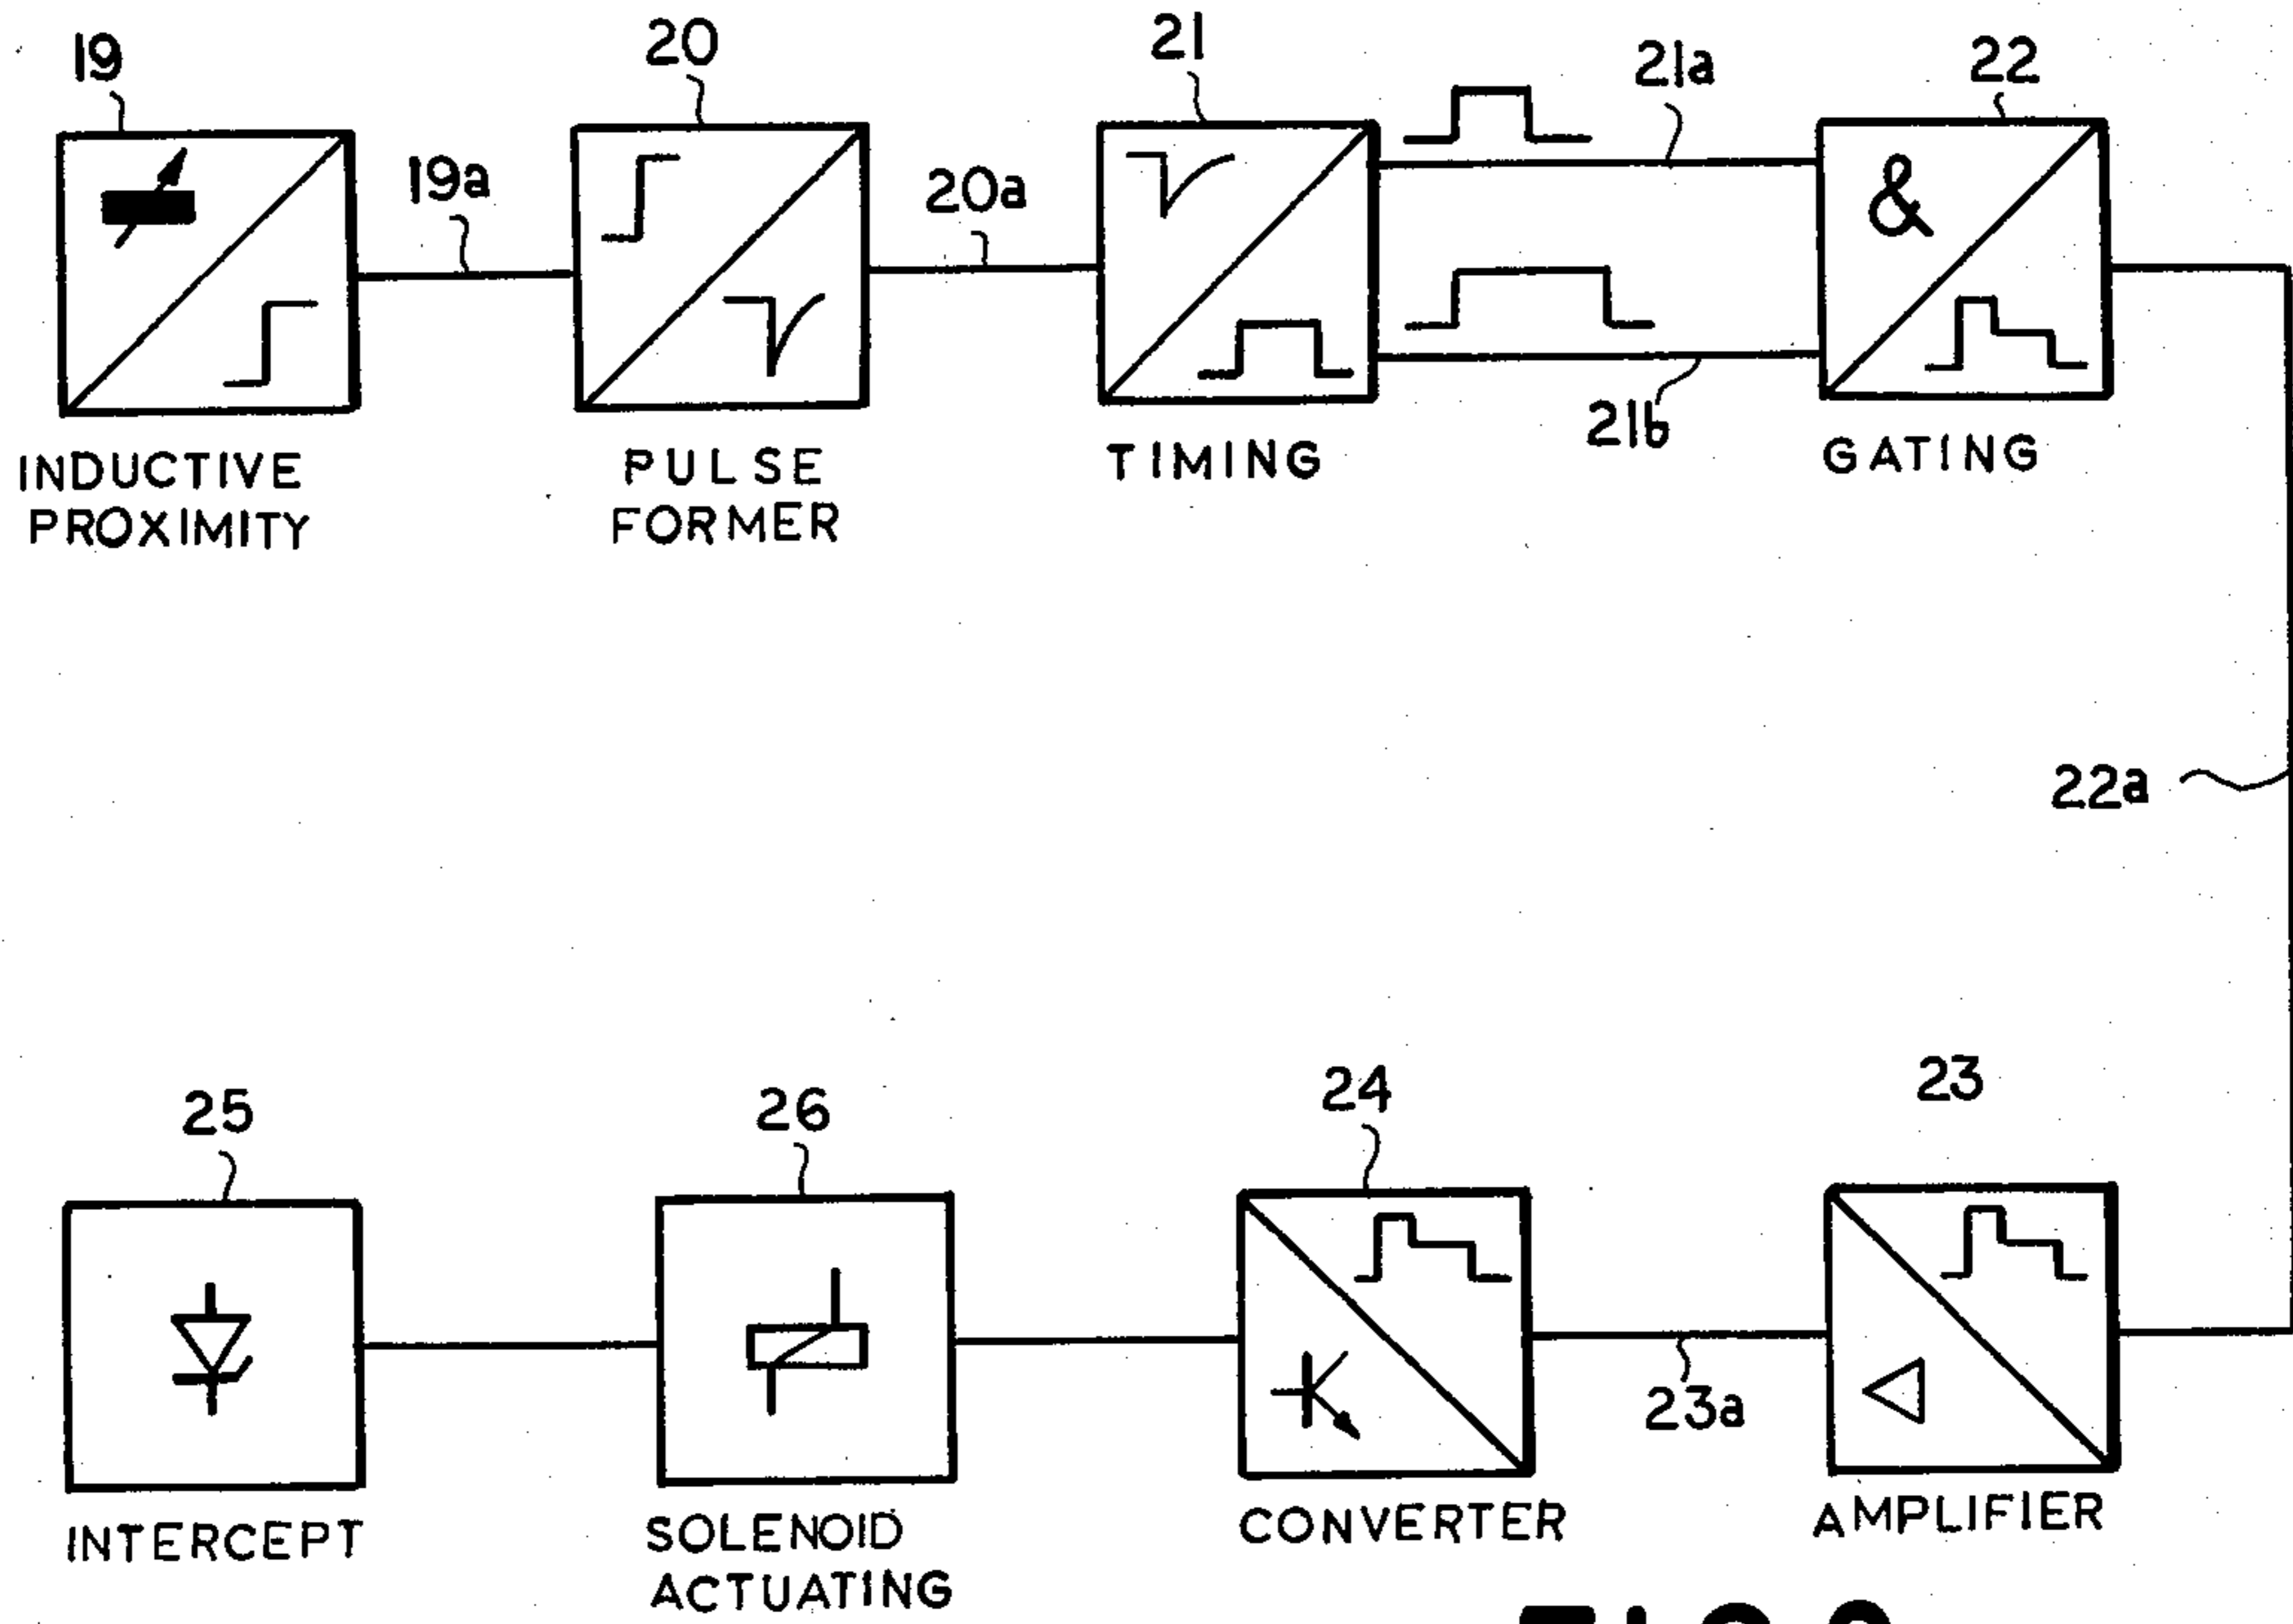 19
20
21
21a
22
19a
20a
&
21b
INDUCTIVE
PROXIMITY
PULSE
FORMER
TIMING
GATING
22a
25
26
24
23
23a
INTERCEPT
SOLENOID
ACTUATING
CONVERTER
AMPLIFIER